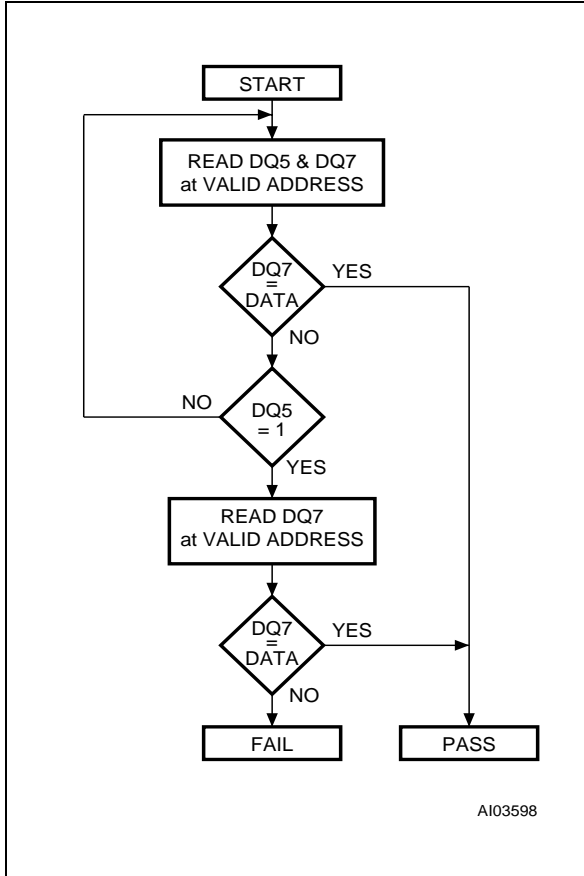 START
READ DQ5 & DQ7
at VALID ADDRESS
DQ7
=
DATA
YES
NO
DQ5
= 1
NO
YES
READ DQ7
at VALID ADDRESS
DQ7
=
DATA
YES
NO
FAIL
PASS
AI03598